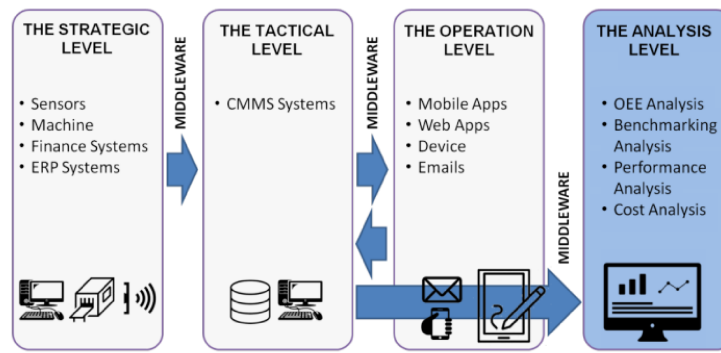 THE STRATEGIC
LEVEL
• Sensors
• Machine
• Finance Systems
• ERP Systems
MIDDLEWARE
THE TACTICAL
LEVEL
• CMMS Systems
MIDDLEWARE
THE OPERATION
LEVEL
• Mobile Apps
• Web Apps
• Device
• Emails
MIDDLEWARE
THE ANALYSIS
LEVEL
• OEE Analysis
• Benchmarking
Analysis
• Performance
Analysis
• Cost Analysis